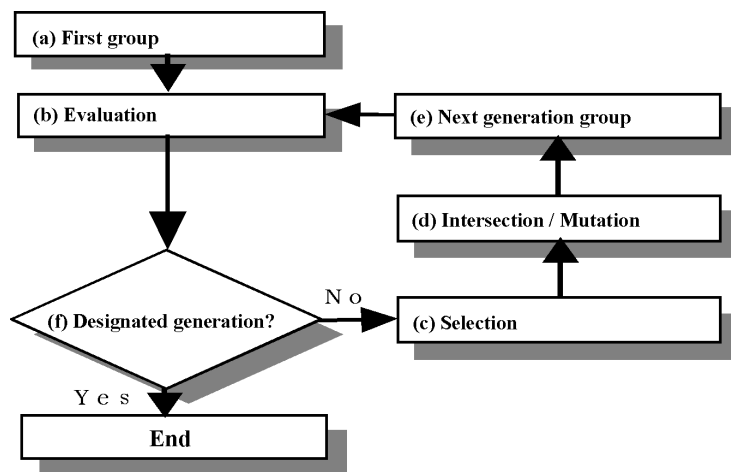 (a) First group
(b) Evaluation
(e) Next generation group
(d) Intersection / Mutation
(f) Designated generation?
No
(c) Selection
Yes
End